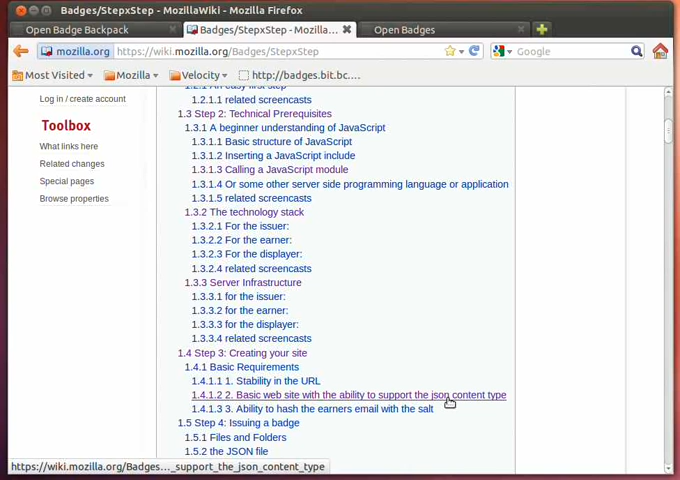 Badges/StepxStep - MozillaWiki - Mozilla Firefox
Open Badge Backpack
Badges/StepxStep - Mozilla...
Open Badges
mozilla.org https://wiki.mozilla.org/Badges/StepxStep
Google
Most Visited
Mozilla
Velocity
http://badges.bit.bc....
Log in / create account
Toolbox
What links here
Related changes
Special pages
Browse properties
1.2.1 An easy first step
1.2.1.1 related screencasts
1.3 Step 2: Technical Prerequisites
1.3.1 A beginner understanding of JavaScript
1.3.1.1 Basic structure of JavaScript
1.3.1.2 Inserting a JavaScript include
1.3.1.3 Calling a JavaScript module
1.3.1.4 Or some other server side programming language or application
1.3.1.5 related screencasts
1.3.2 The technology stack
1.3.2.1 For the issuer:
1.3.2.2 For the earner:
1.3.2.3 For the displayer:
1.3.2.4 related screencasts
1.3.3 Server Infrastructure
1.3.3.1 for the issuer:
1.3.3.2 for the earner:
1.3.3.3 for the displayer:
1.3.3.4 related screencasts
1.4 Step 3: Creating your site
1.4.1 Basic Requirements
1.4.1.1 1. Stability in the URL
1.4.1.2 2. Basic web site with the ability to support the json content type
1.4.1.3 3. Ability to hash the earners email with the salt
1.5 Step 4: Issuing a badge
1.5.1 Files and Folders
1.5.2 the JSON file
https://wiki.mozilla.org/Badges..._support_the_json_content_type